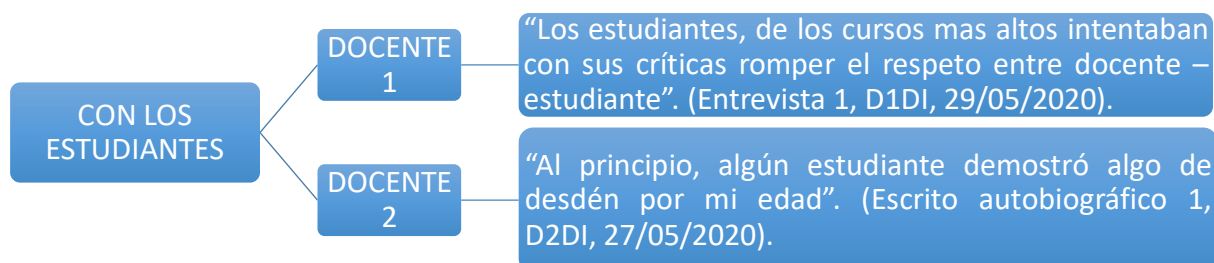 CON LOS
ESTUDIANTES
DOCENTE
1
“Los estudiantes, de los cursos mas altos intentaban
con sus críticas romper el respeto entre docente –
estudiante”. (Entrevista 1, D1DI, 29/05/2020).
DOCENTE
2
“Al principio, algún estudiante demostró algo de
desdén por mi edad”. (Escrito autobiográfico 1,
D2DI, 27/05/2020).